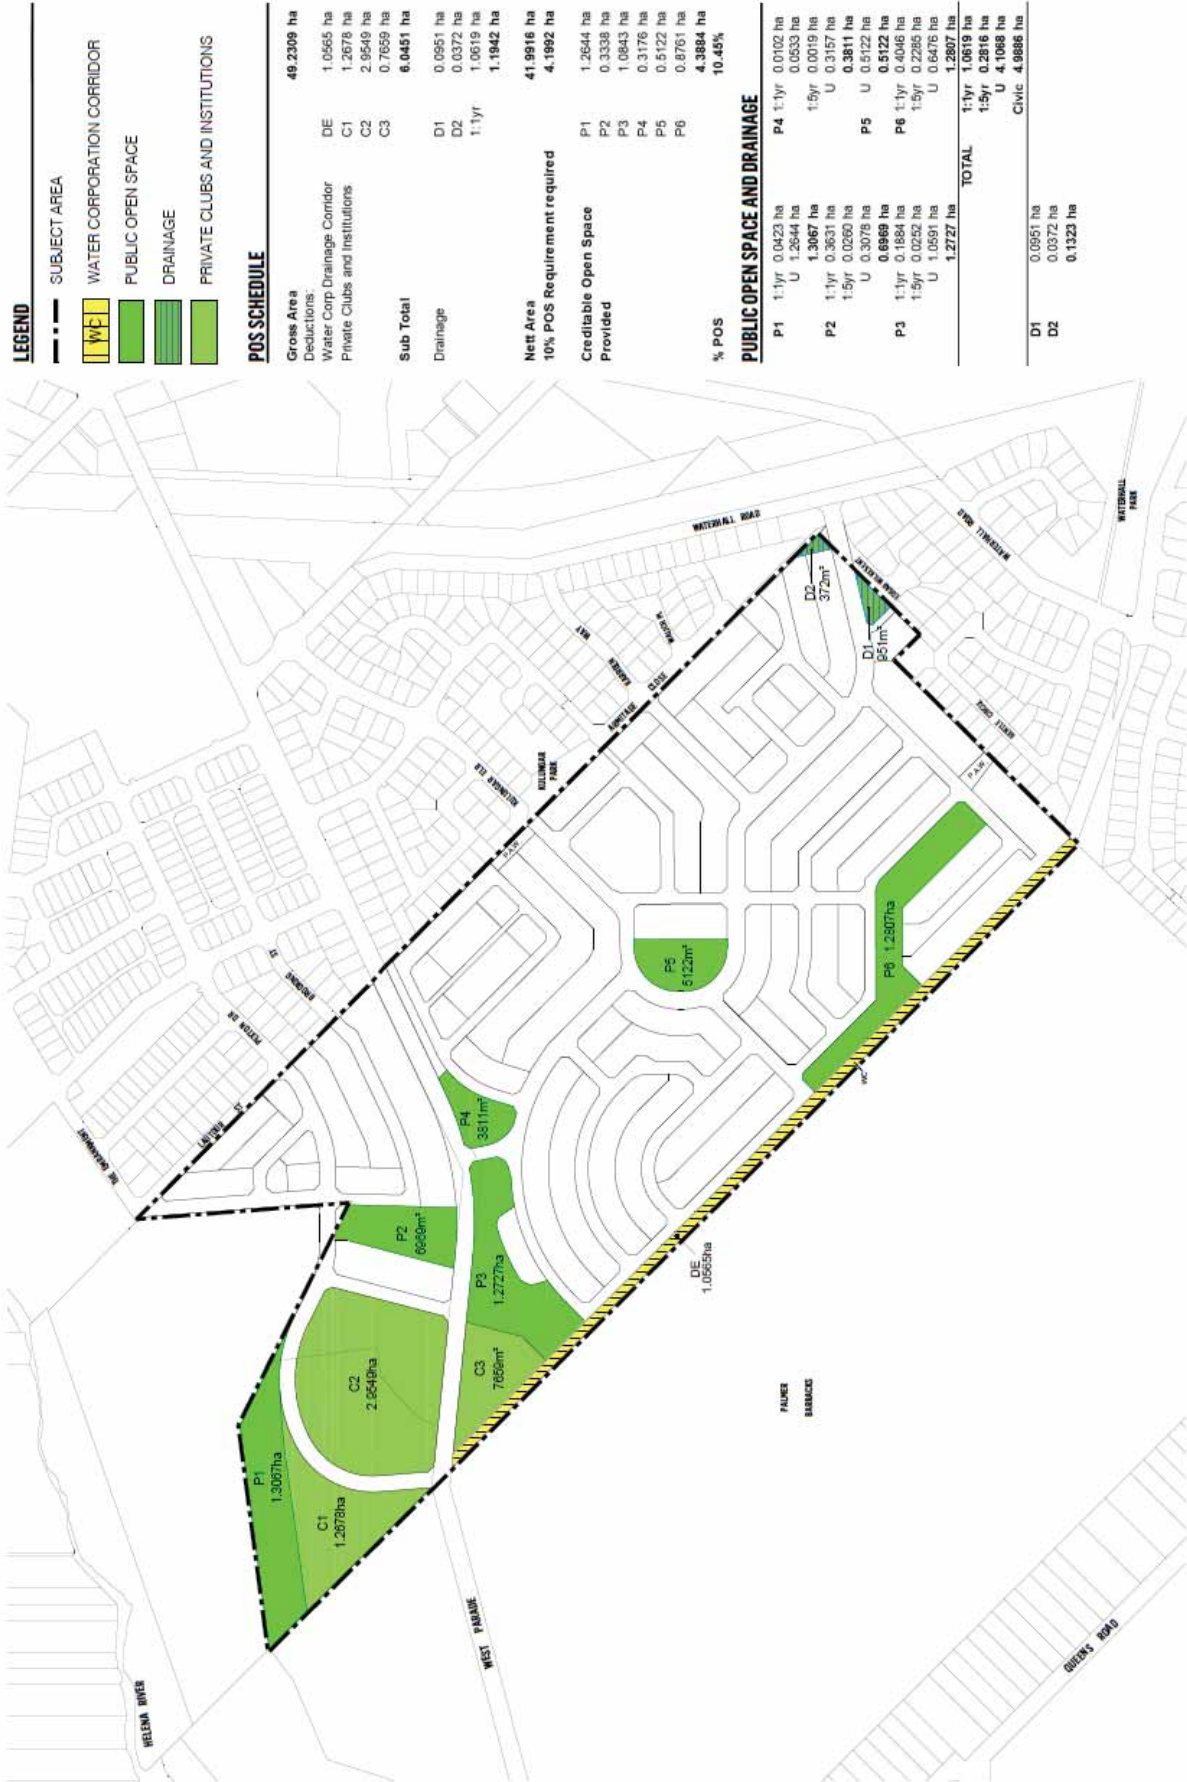 LEGEND
SUBJECT AREA
WC WATER CORPORATION CORRIDOR
PUBLIC OPEN SPACE
DRAINAGE
PRIVATE CLUBS AND INSTITUTIONS
POS SCHEDULE
Gross Area 49.2309 ha
Deductions:
Water Corp Drainage Corridor DE 1.0565 ha
Private Clubs and Institutions C1 1.2678 ha
C2 2.9549 ha
C3 0.7659 ha
Sub Total 6.0451 ha
Drainage D1 0.0951 ha
D2 0.0372 ha
1:1yr 1.0619 ha
1.1942 ha
Nett Area 41.9916 ha
10% POS Requirement required 4.1992 ha
Creditable Open Space
Provided
P1 1.2644 ha
P2 0.3338 ha
P3 1.0843 ha
P4 0.3176 ha
P5 0.5122 ha
P6 0.8761 ha
4.3884 ha
% POS 10.45%
PUBLIC OPEN SPACE AND DRAINAGE
P1 1:1yr 0.0423 ha
U 1.2644 ha
1.3067 ha
P2 1:1yr 0.3631 ha
1:5yr 0.0260 ha
U 0.3078 ha
0.6969 ha
P3 1:1yr 0.1884 ha
1:5yr 0.0252 ha
U 1.0591 ha
1.2727 ha
P4 1:1yr 0.0102 ha
0.0533 ha
1:5yr 0.0019 ha
U 0.3157 ha
0.3811 ha
P5 U 0.5122 ha
0.5122 ha
P6 1:1yr 0.4046 ha
1:5yr 0.2285 ha
U 0.6476 ha
1.2807 ha
TOTAL 1:1yr 1.0619 ha
1:5yr 0.2816 ha
U 4.1068 ha
Civic 4.9886 ha
D1 0.0951 ha
D2 0.0372 ha
0.1323 ha
HELENA RIVER
WEST PARADE
QUEENS ROAD
PALMER
BARRACKS
P1
1.3067ha
C1
1.2678ha
C2
2.9549ha
C3
7659m²
P2
6969m²
P3
1.2727ha
P4
3811m²
P5
5122m²
P6 1.2807ha
DE
1.0565ha
WC
D1
951m²
D2
372m²
P.A.W
P.A.W
KULUNGAR
PARK
ARMITAGE
CLOSE
WAY
WATERHALL ROAD
WATERHALL
ROAD
WATERHALL
PARK